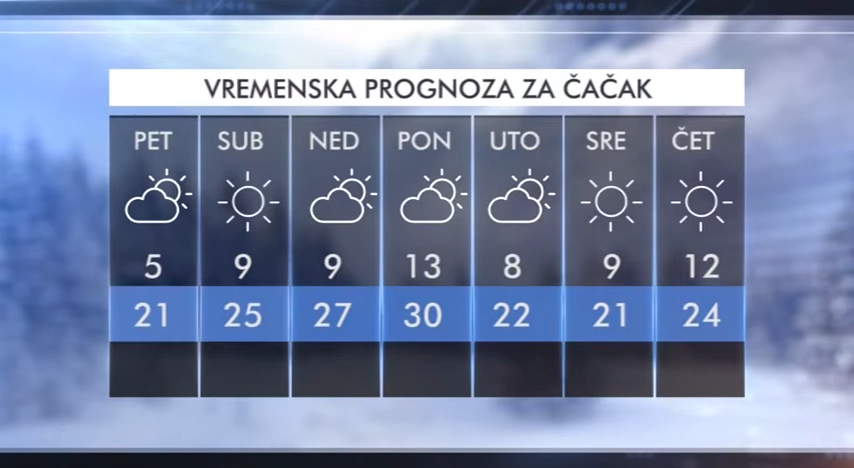 VREMENSKA PROGNOZA ZA ČAČAK
PET SUB NED PON UTO SRE ČET
5 9 9 13 8 9 12
21 25 27 30 22 21 24